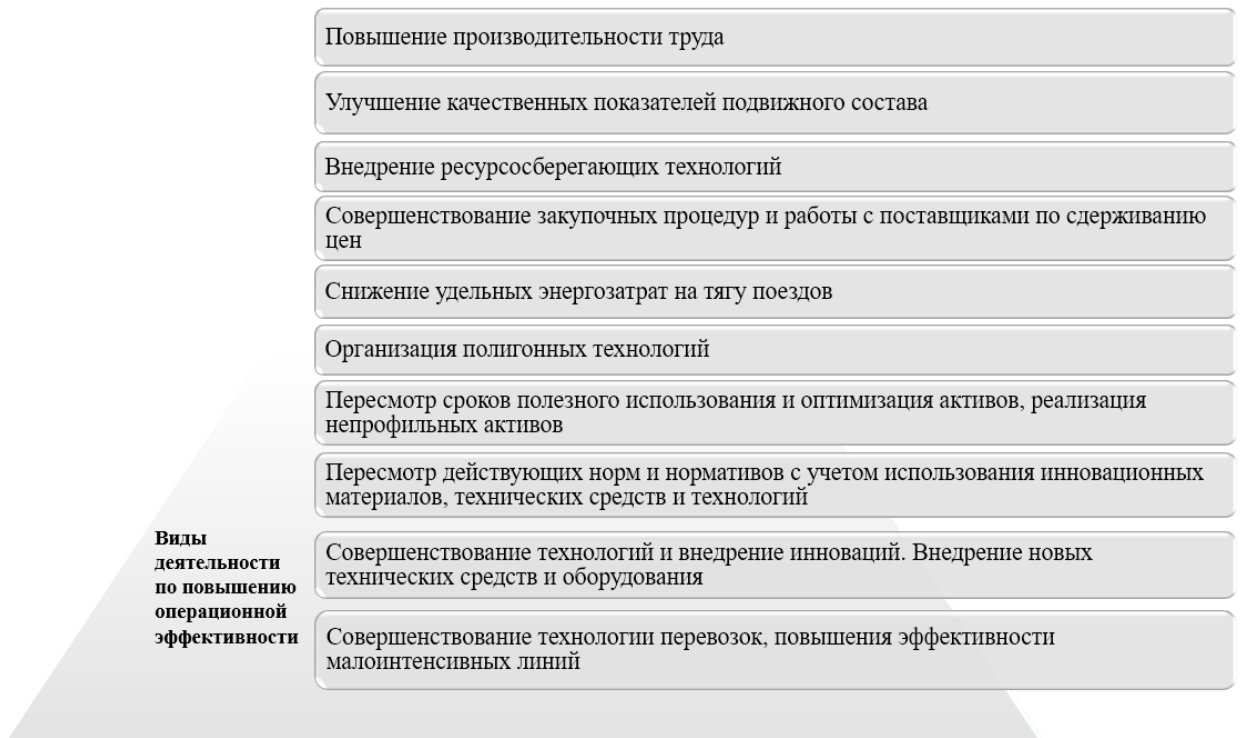 Повышение производительности труда
Улучшение качественных показателей подвижного состава
Внедрение ресурсосберегающих технологий
Совершенствование закупочных процедур и работы с поставщиками по сдерживанию
цен
Снижение удельных энергозатрат на тягу поездов
Организация полигонных технологий
Пересмотр сроков полезного использования и оптимизация активов, реализация
непрофильных активов
Пересмотр действующих норм и нормативов с учетом использования инновационных
материалов, технических средств и технологий
Совершенствование технологий и внедрение инноваций. Внедрение новых
технических средств и оборудования
Совершенствование технологии перевозок, повышения эффективности
малоинтенсивных линий
Виды
деятельности
по повышению
операционной
эффективности